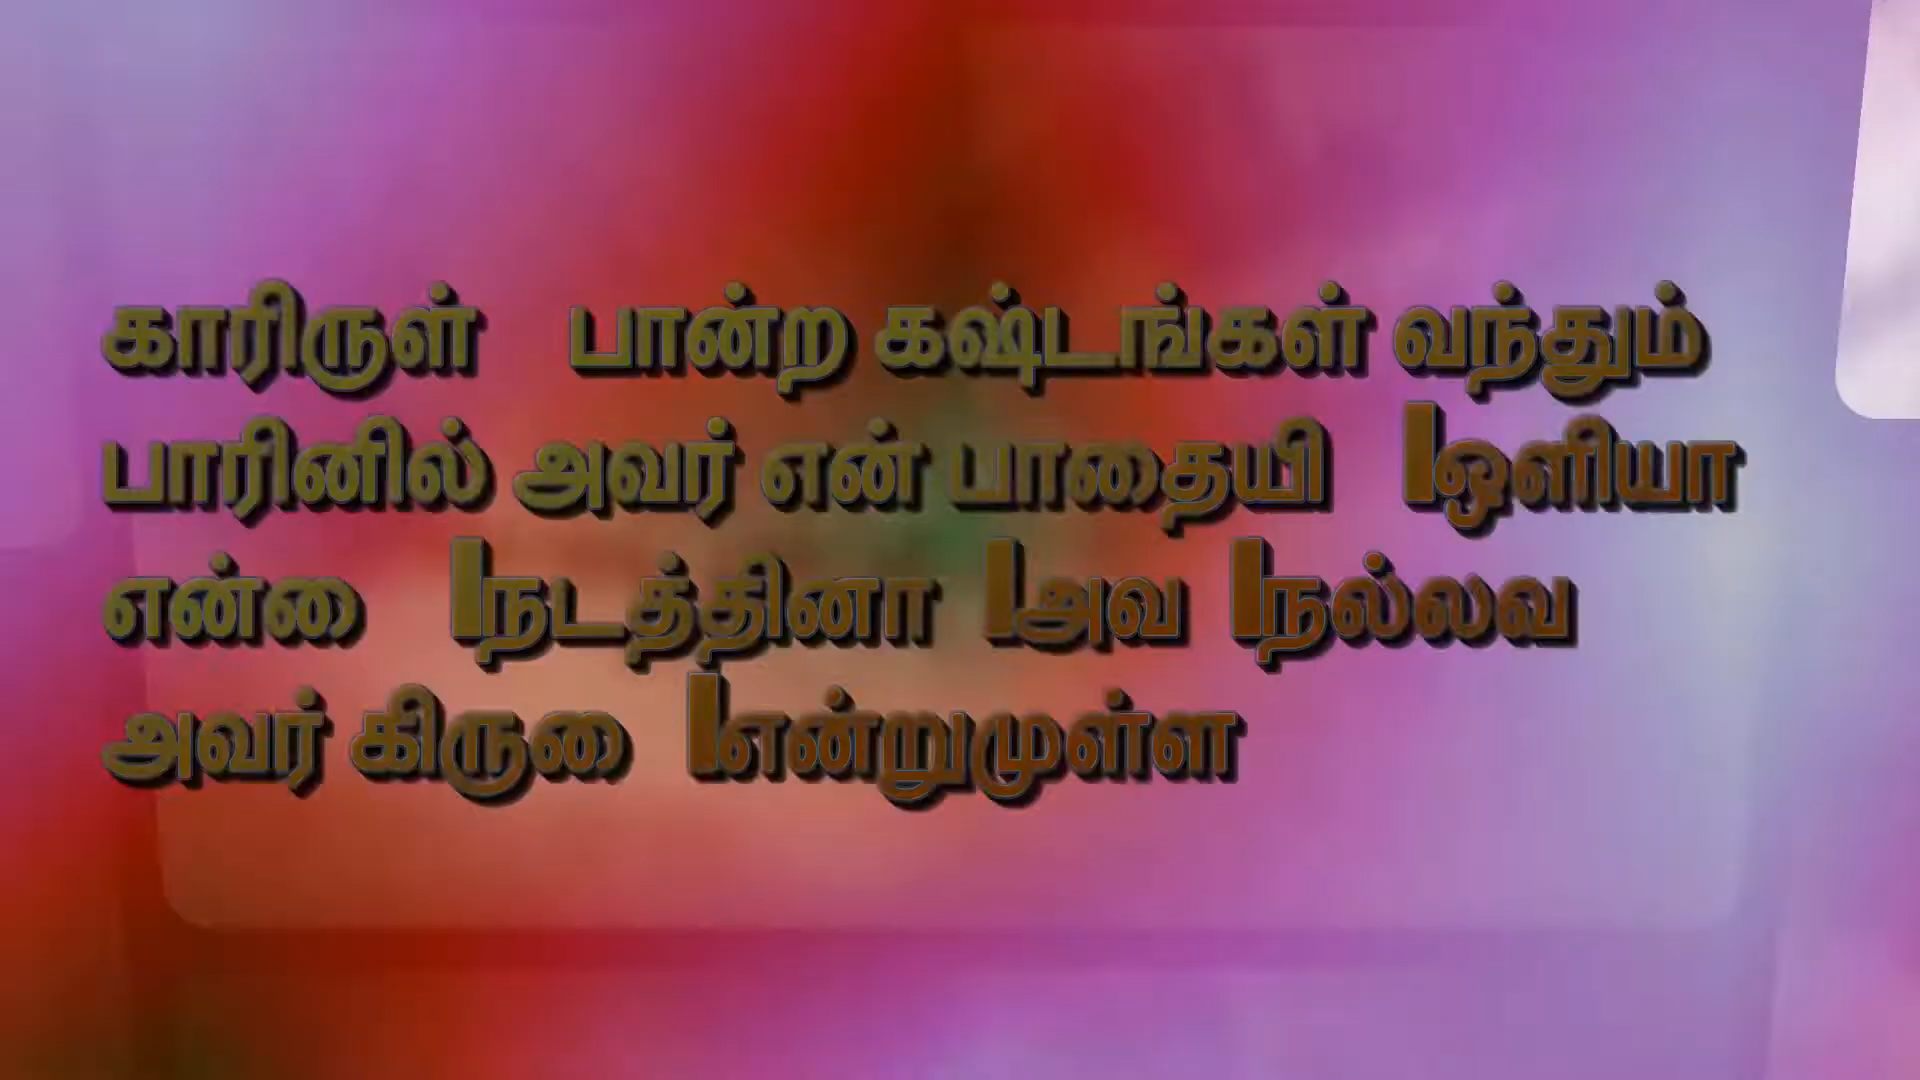 காரிருள் பான்ற கஷ்டங்கள் வந்தும்
பாரினில் அவர் என் பாதையி ஒளியா
என்னை நடத்தினா அவ நல்லவ
அவர் கிருபை என்றுமுள்ள